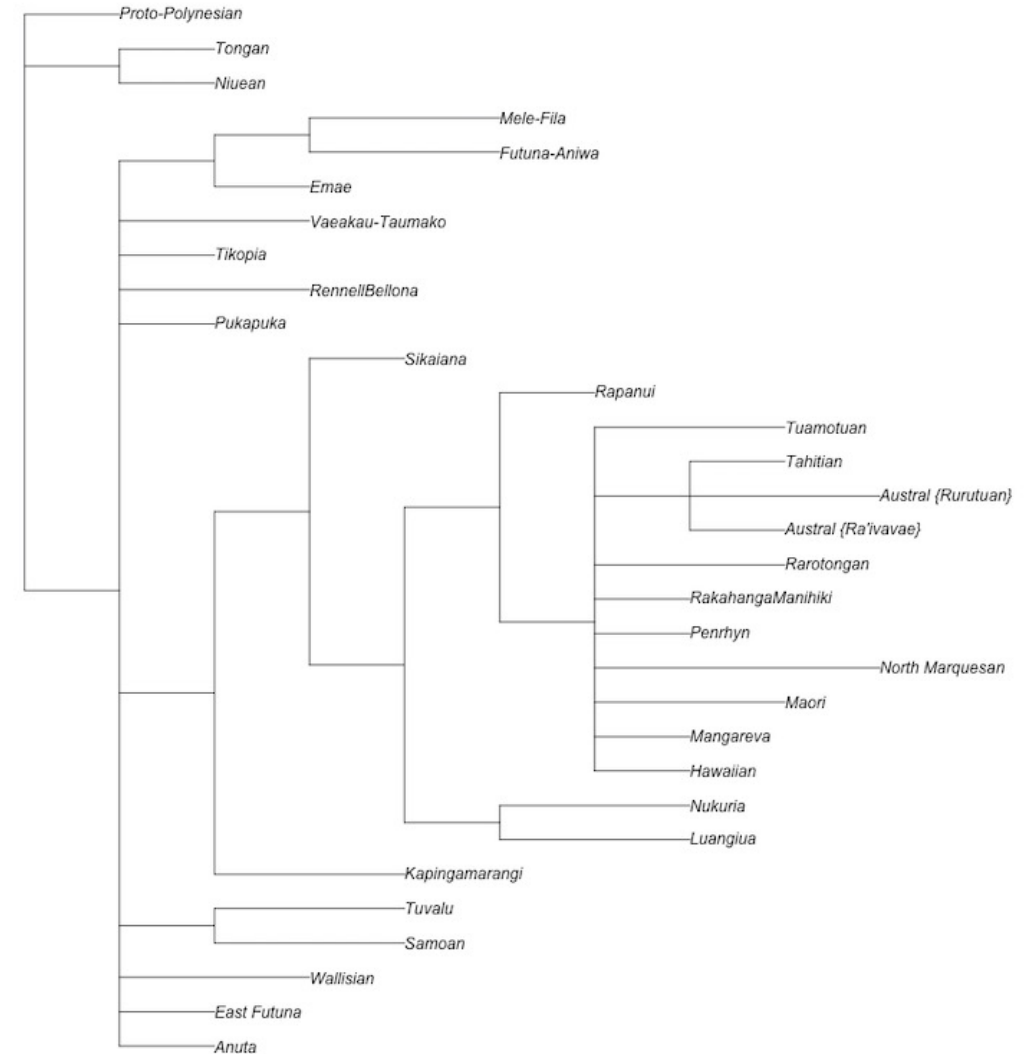 Proto-Polynesian
Tongan
Niuean
Mele-Fila
Futuna-Aniwa
Emae
Vaeakau-Taumako
Tikopia
RennellBellona
Pukapuka
Sikaiana
Rapanui
Tuamotuan
Tahitian
Austral {Rurutuan}
Austral {Ra'ivavae}
Rarotongan
RakahangaManihiki
Penrhyn
North Marquesan
Maori
Mangareva
Hawaiian
Nukuria
Luangiua
Kapingamarangi
Tuvalu
Samoan
Wallisian
East Futuna
Anuta